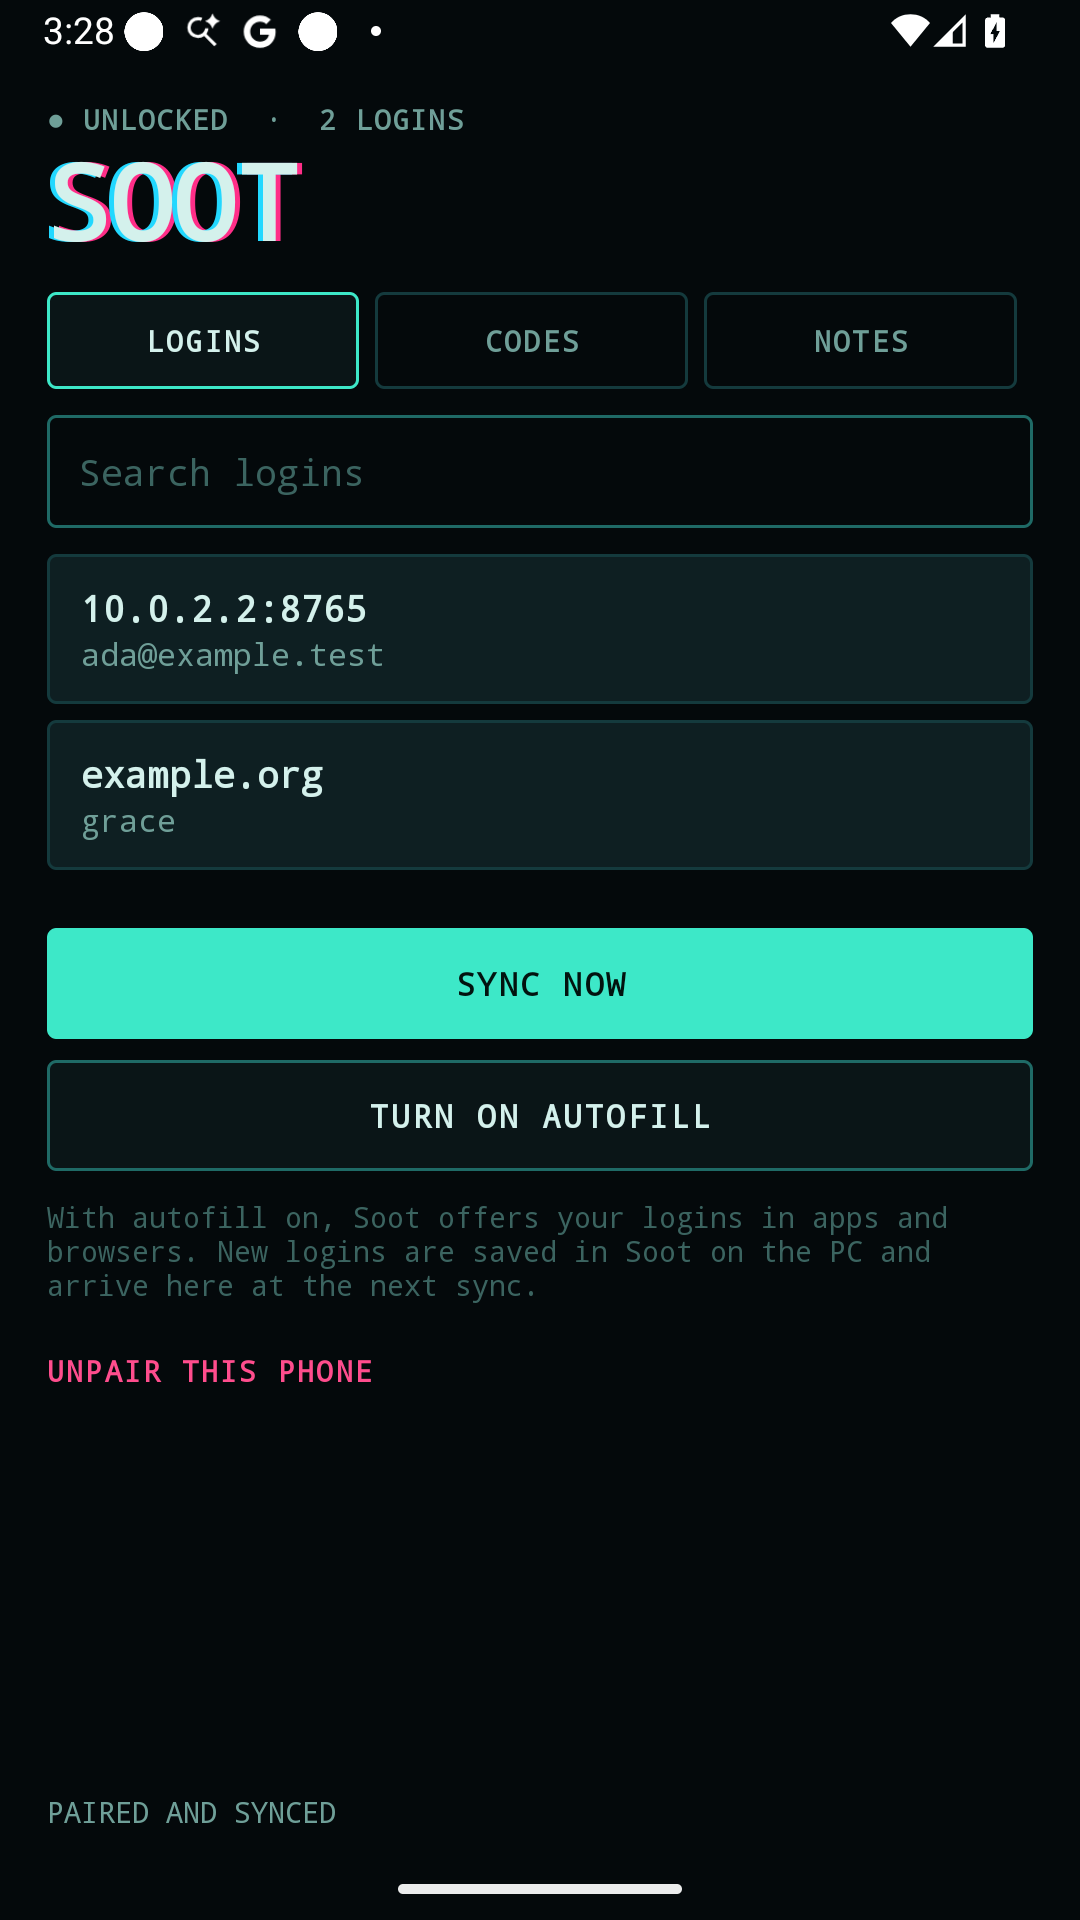 3:28
● UNLOCKED · 2 LOGINS
SOOT
LOGINS CODES NOTES
Search logins
10.0.2.2:8765
ada@example.test
example.org
grace
SYNC NOW
TURN ON AUTOFILL
With autofill on, Soot offers your logins in apps and
browsers. New logins are saved in Soot on the PC and
arrive here at the next sync.
UNPAIR THIS PHONE
PAIRED AND SYNCED